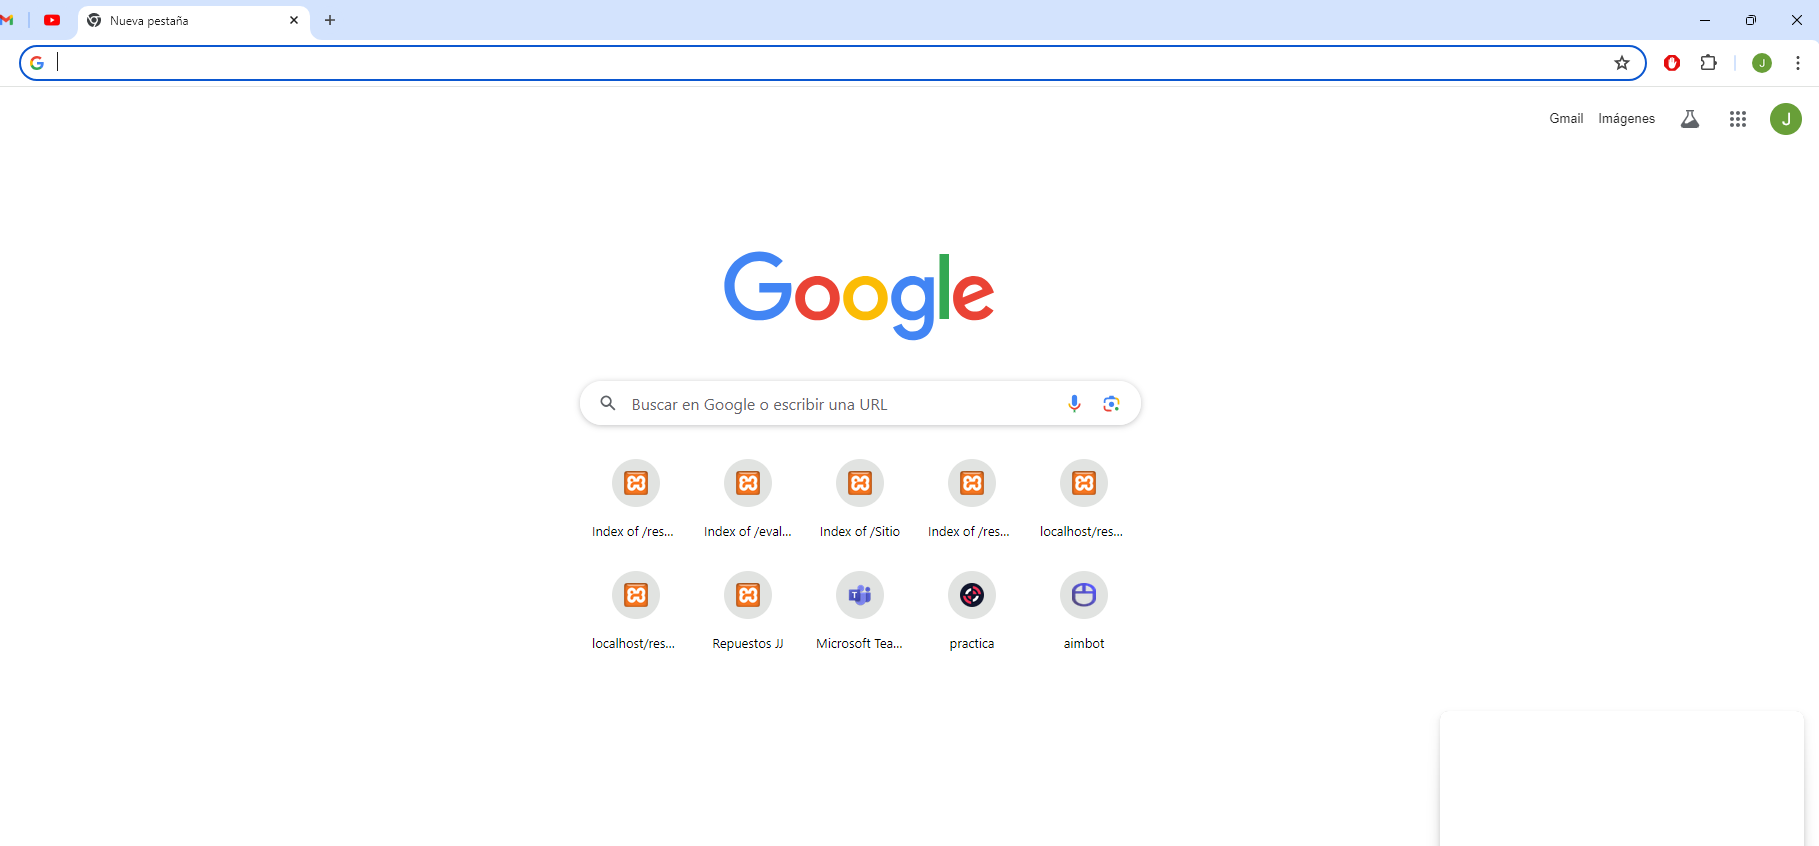 Nueva pestaña
J
Gmail Imágenes J
Google
Buscar en Google o escribir una URL
Index of /res... Index of /eval... Index of /Sitio Index of /res... localhost/res...
localhost/res... Repuestos JJ Microsoft Tea... practica aimbot